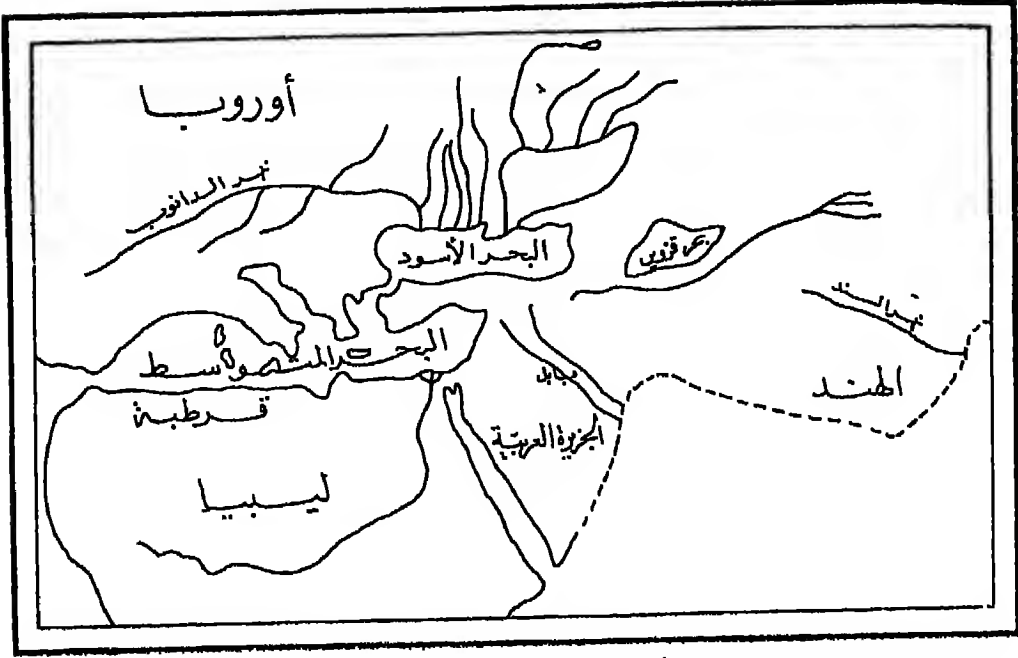 أوروبا
نهر الدانوب
البحر الأسود
بحر قزوين
نهر السند
البحر المتوسط
بابل
الهند
قرطبة
الجزيرة العربية
ليبيا